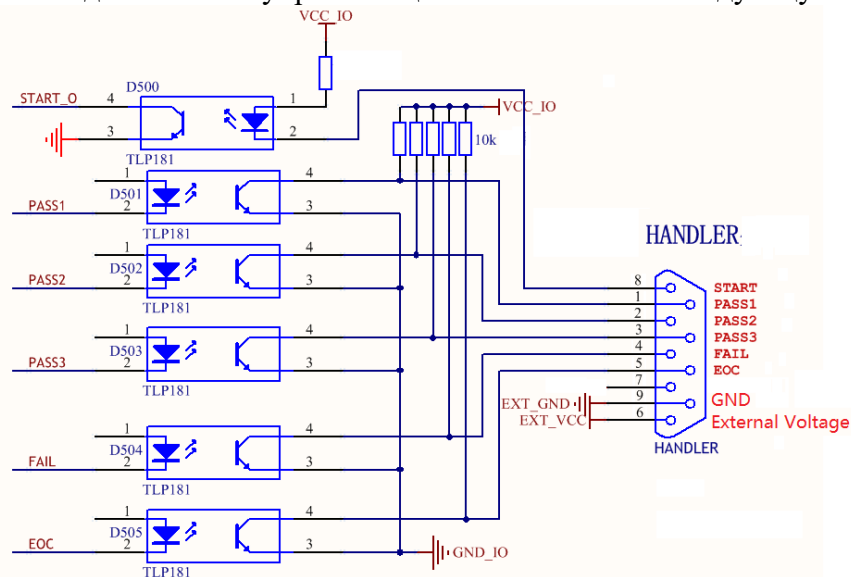 VCC_IO
D500
START_O 4 1
VCC_IO
3 2
10k
TLP181
1 4
D501
PASS1 2 3
TLP181
HANDLER
1 4
D502
PASS2 2 3
8 START
TLP181
1 PASS1
2 PASS2
1 4
3 PASS3
D503
4 FAIL
PASS3 2 3
5 EOC
TLP181
7
9 GND
EXT_GND
6 External Voltage
EXT_VCC
1 4
HANDLER
D504
FAIL 2 3
TLP181
1 4
D505
EOC 2 3
GND_IO
TLP181